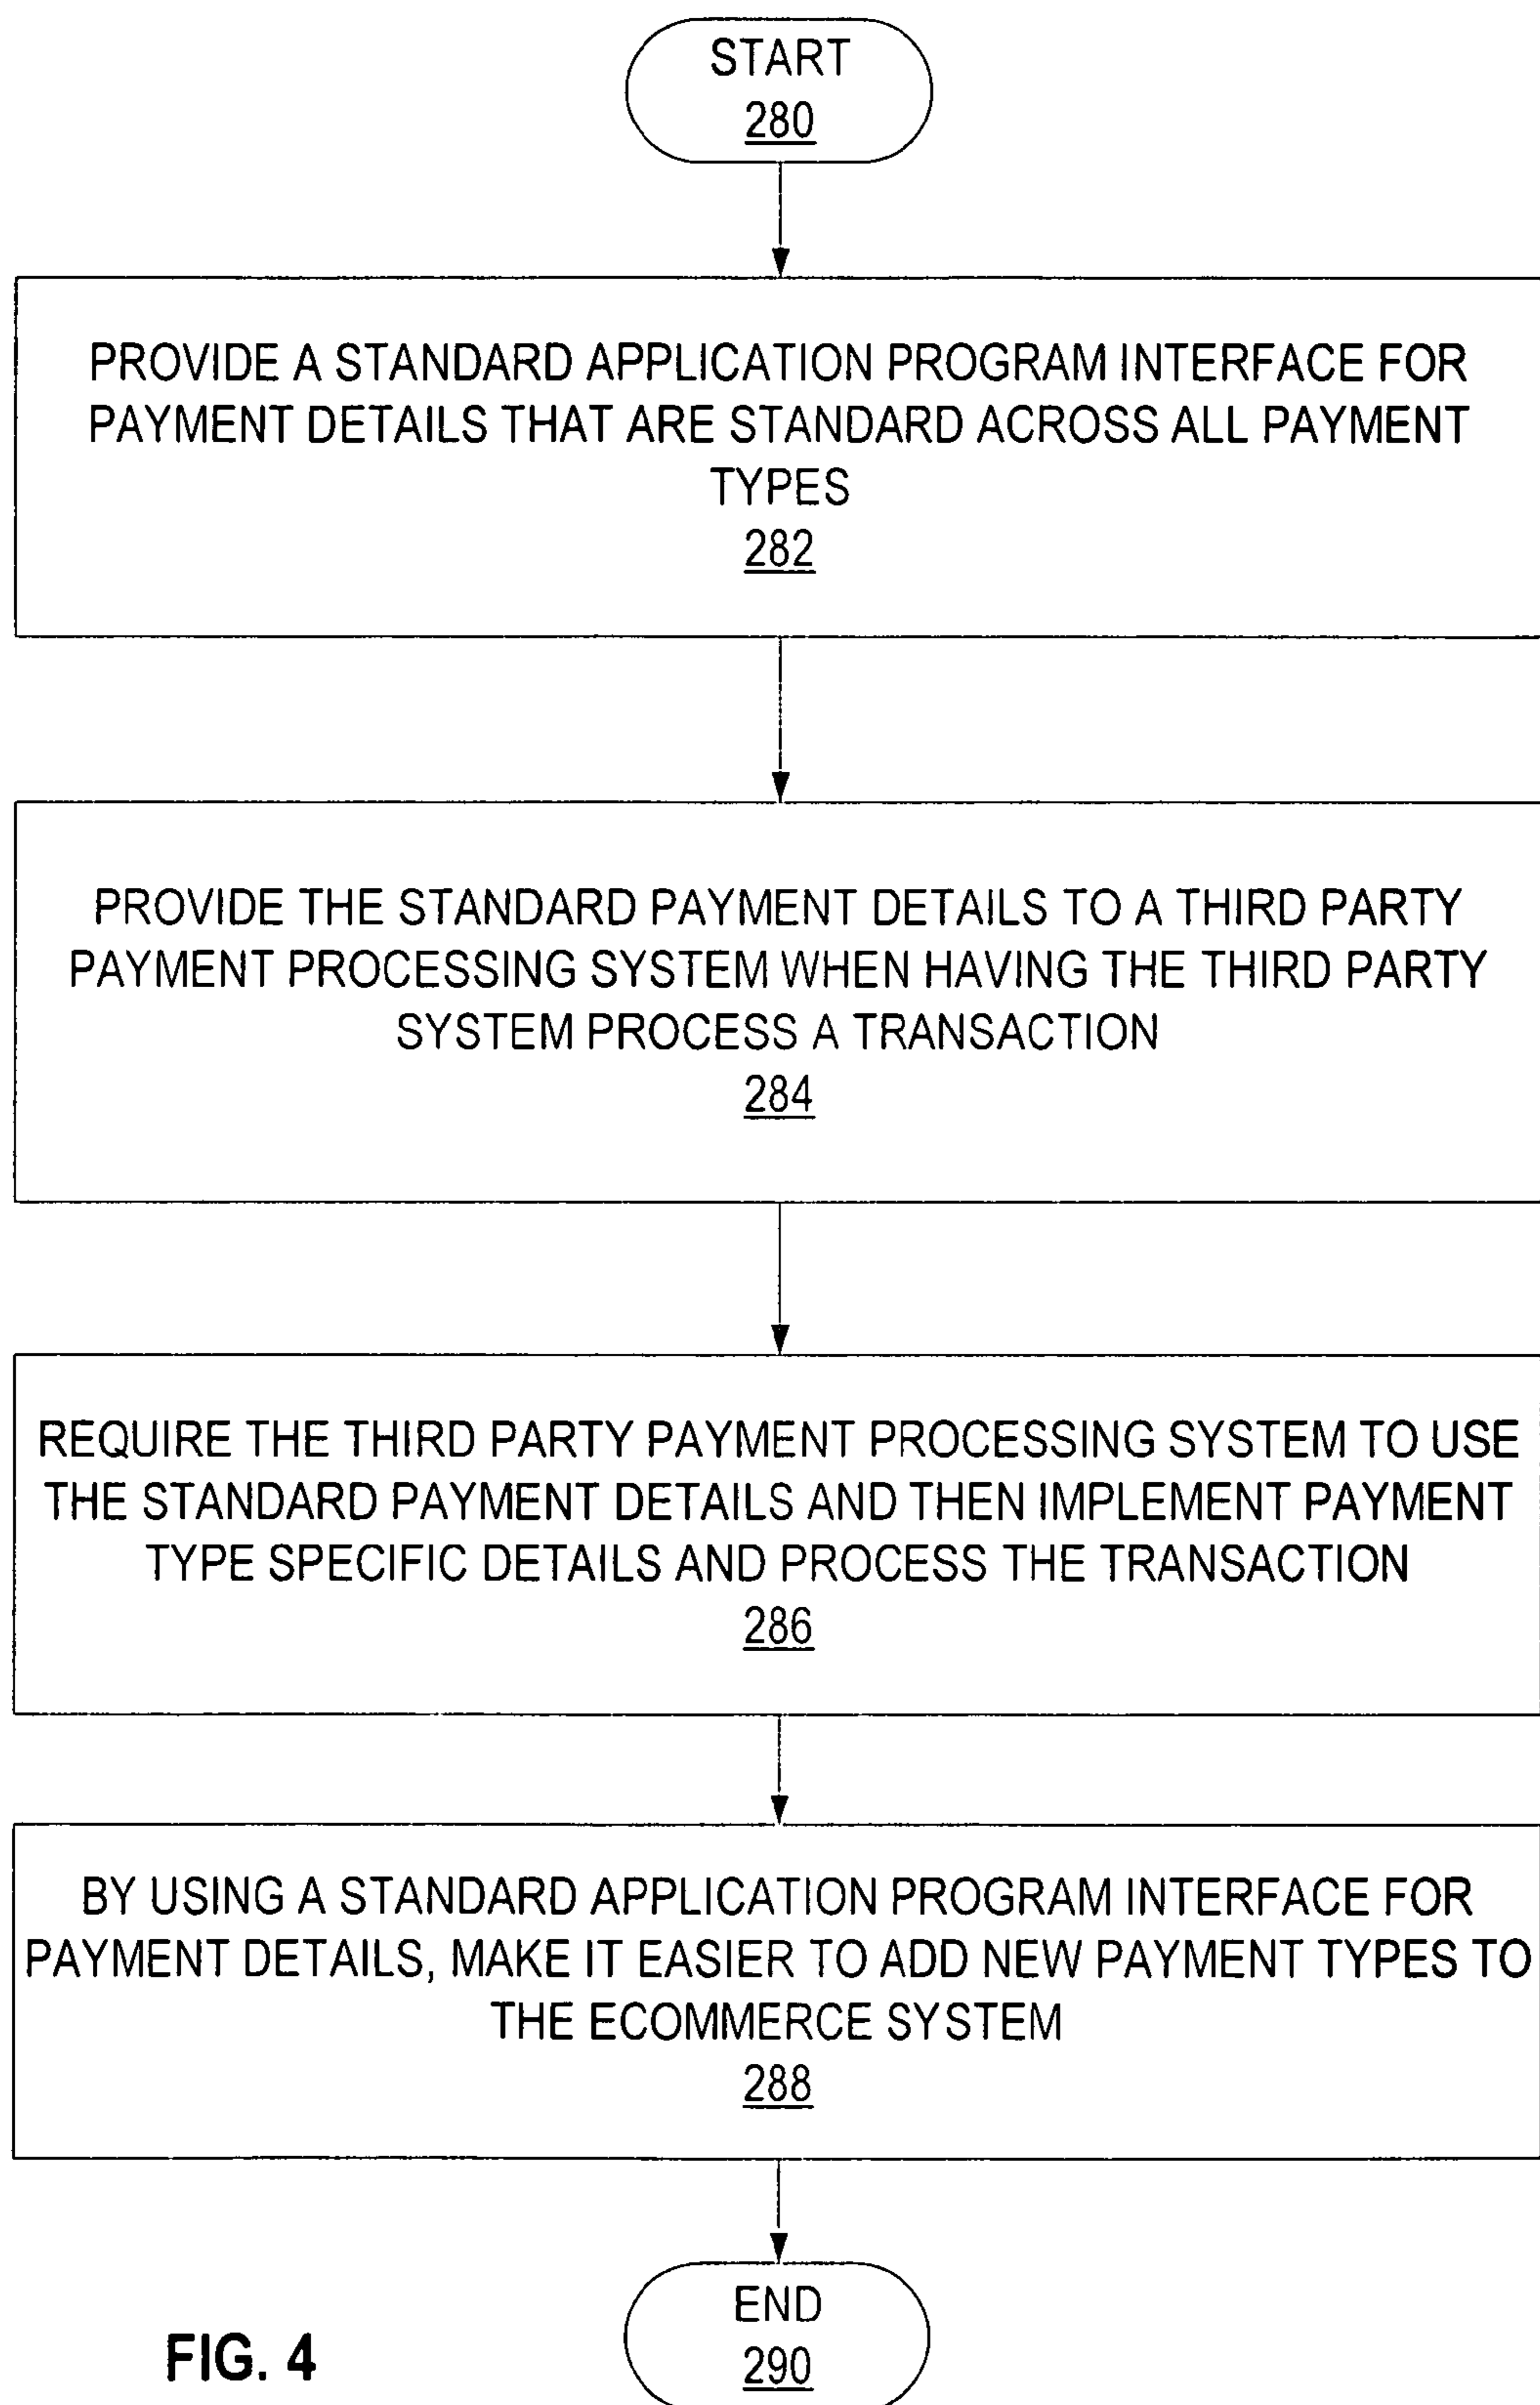 START
280
PROVIDE A STANDARD APPLICATION PROGRAM INTERFACE FOR
PAYMENT DETAILS THAT ARE STANDARD ACROSS ALL PAYMENT
TYPES
282
PROVIDE THE STANDARD PAYMENT DETAILS TO A THIRD PARTY
PAYMENT PROCESSING SYSTEM WHEN HAVING THE THIRD PARTY
SYSTEM PROCESS A TRANSACTION
284
REQUIRE THE THIRD PARTY PAYMENT PROCESSING SYSTEM TO USE
THE STANDARD PAYMENT DETAILS AND THEN IMPLEMENT PAYMENT
TYPE SPECIFIC DETAILS AND PROCESS THE TRANSACTION
286
BY USING A STANDARD APPLICATION PROGRAM INTERFACE FOR
PAYMENT DETAILS, MAKE IT EASIER TO ADD NEW PAYMENT TYPES TO
THE ECOMMERCE SYSTEM
288
END
290
FIG. 4